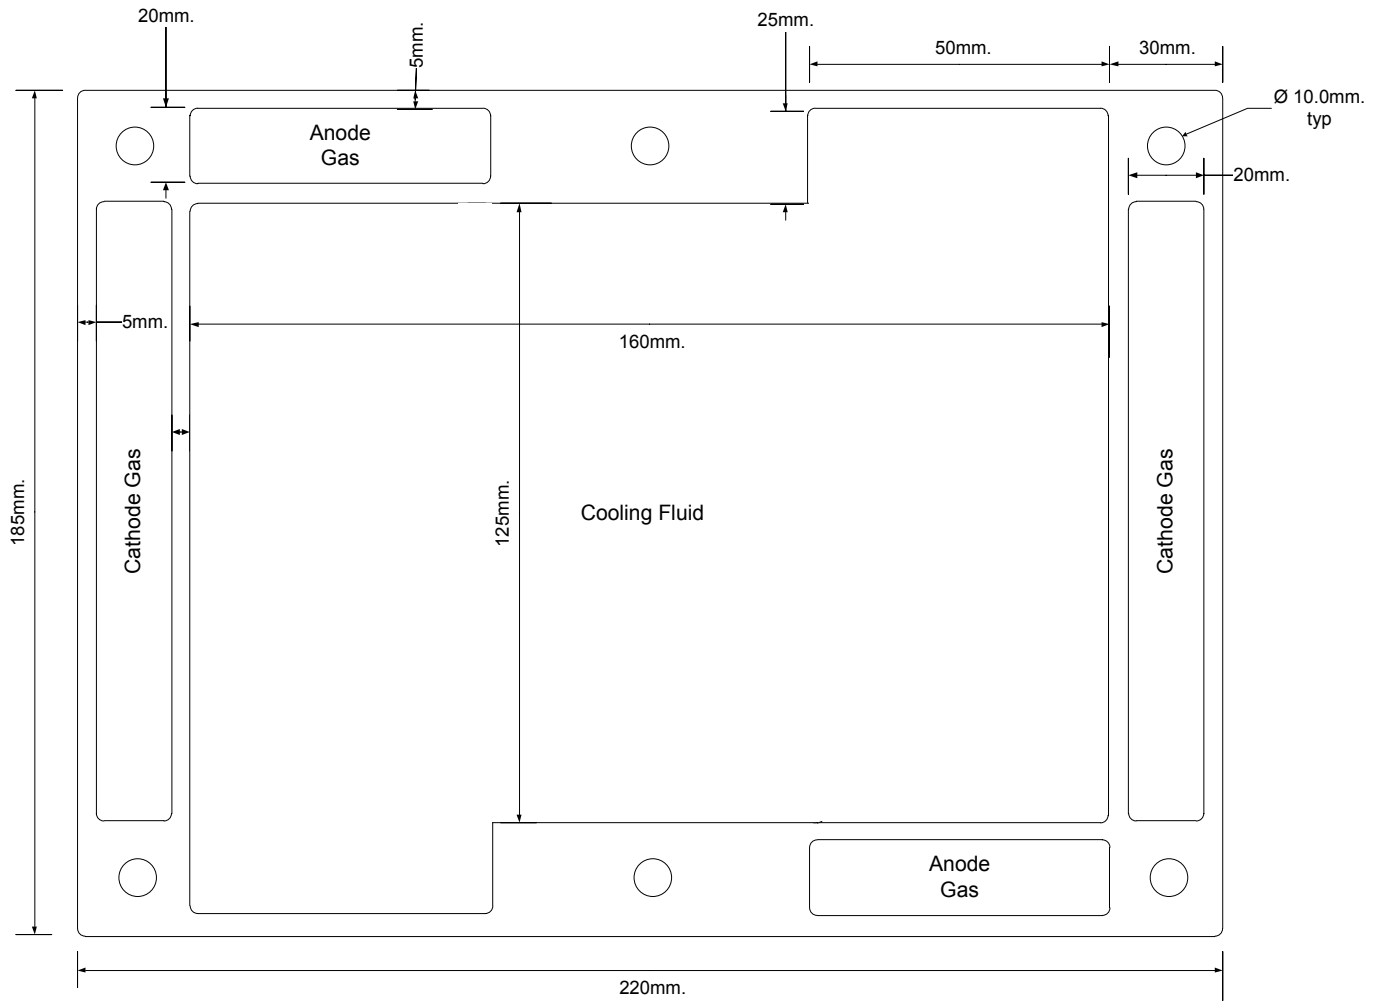 20mm.
5mm.
25mm.
50mm.
30mm.
Ø 10.0mm.
typ
Anode
Gas
20mm.
5mm.
160mm.
Cathode Gas
185mm.
125mm.
Cooling Fluid
Cathode Gas
Anode
Gas
220mm.